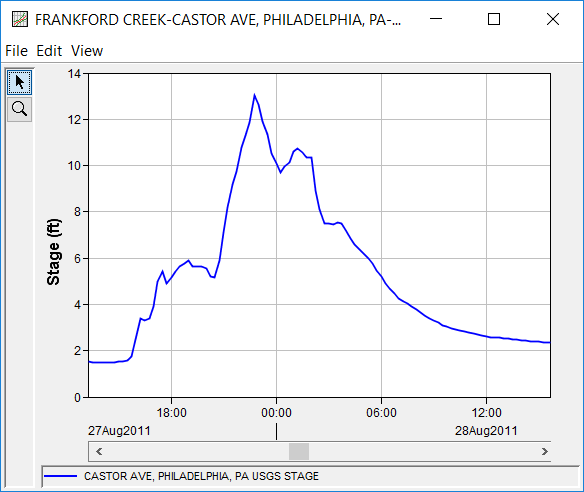 FRANKFORD CREEK-CASTOR AVE, PHILADELPHIA, PA-...
File Edit View
14
12
10
8
6
4
2
0
Stage (ft)
18:00 00:00 06:00 12:00
27Aug2011 28Aug2011
CASTOR AVE, PHILADELPHIA, PA USGS STAGE